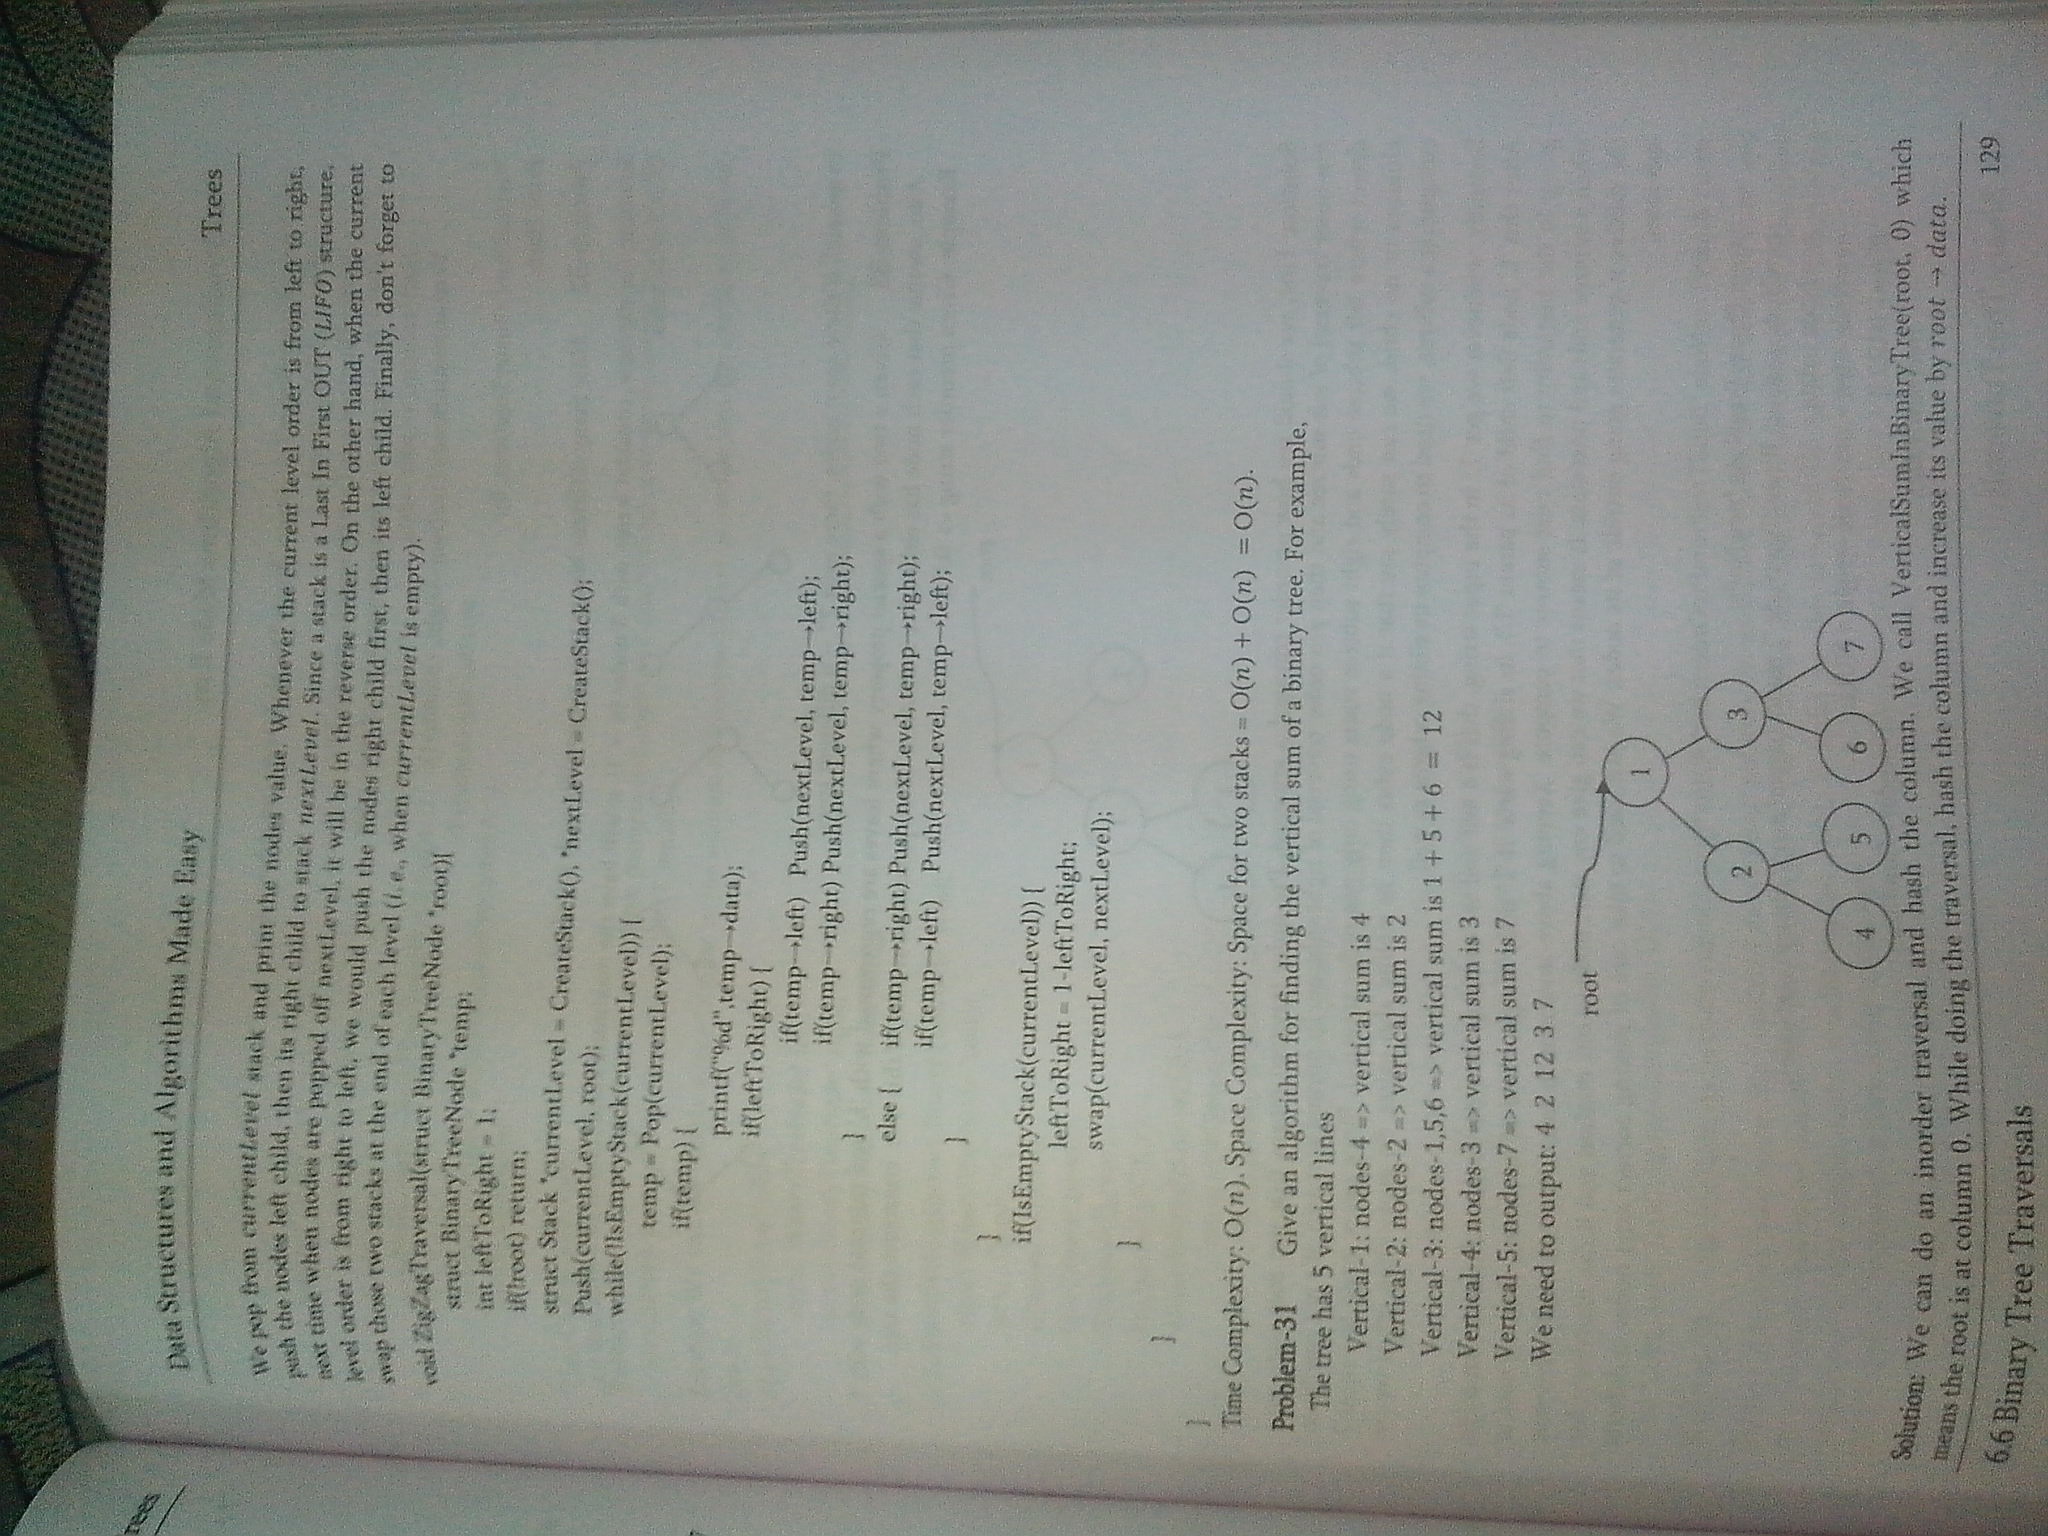 rees
Data Structures and Algorithms Made Easy
Trees
We pop from currentLevel stack and print the nodes value. Whenever the current level order is from left to right,
push the nodes left child, then its right child to stack nextLevel. Since a stack is a Last In First OUT (LIFO) structure,
next time when nodes are popped off nextLevel, it will be in the reverse order. On the other hand, when the current
level order is from right to left, we would push the nodes right child first, then its left child. Finally, don't forget to
swap those two stacks at the end of each level (i. e., when currentLevel is empty).
void ZigZagTraversal(struct BinaryTreeNode *root){
struct BinaryTreeNode *temp;
int leftToRight = 1;
if(!root) return;
struct Stack *currentLevel = CreateStack(), *nextLevel = CreateStack();
Push(currentLevel, root);
while(!IsEmptyStack(currentLevel)) {
temp = Pop(currentLevel);
if(temp) {
printf("%d",temp→data);
if(leftToRight) {
if(temp→left) Push(nextLevel, temp→left);
if(temp→right) Push(nextLevel, temp→right);
}
else { if(temp→right) Push(nextLevel, temp→right);
if(temp→left) Push(nextLevel, temp→left);
}
}
if(IsEmptyStack(currentLevel)) {
leftToRight = 1-leftToRight;
swap(currentLevel, nextLevel);
}
}
}
Time Complexity: O(n). Space Complexity: Space for two stacks = O(n) + O(n) = O(n).
Problem-31 Give an algorithm for finding the vertical sum of a binary tree. For example,
The tree has 5 vertical lines
Vertical-1: nodes-4 => vertical sum is 4
Vertical-2: nodes-2 => vertical sum is 2
Vertical-3: nodes-1,5,6 => vertical sum is 1 + 5 + 6 = 12
Vertical-4: nodes-3 => vertical sum is 3
Vertical-5: nodes-7 => vertical sum is 7
We need to output: 4 2 12 3 7
root
1
2 3
4 5 6 7
Solution: We can do an inorder traversal and hash the column. We call VerticalSumInBinaryTree(root, 0) which
means the root is at column 0. While doing the traversal, hash the column and increase its value by root → data.
6.6 Binary Tree Traversals
129